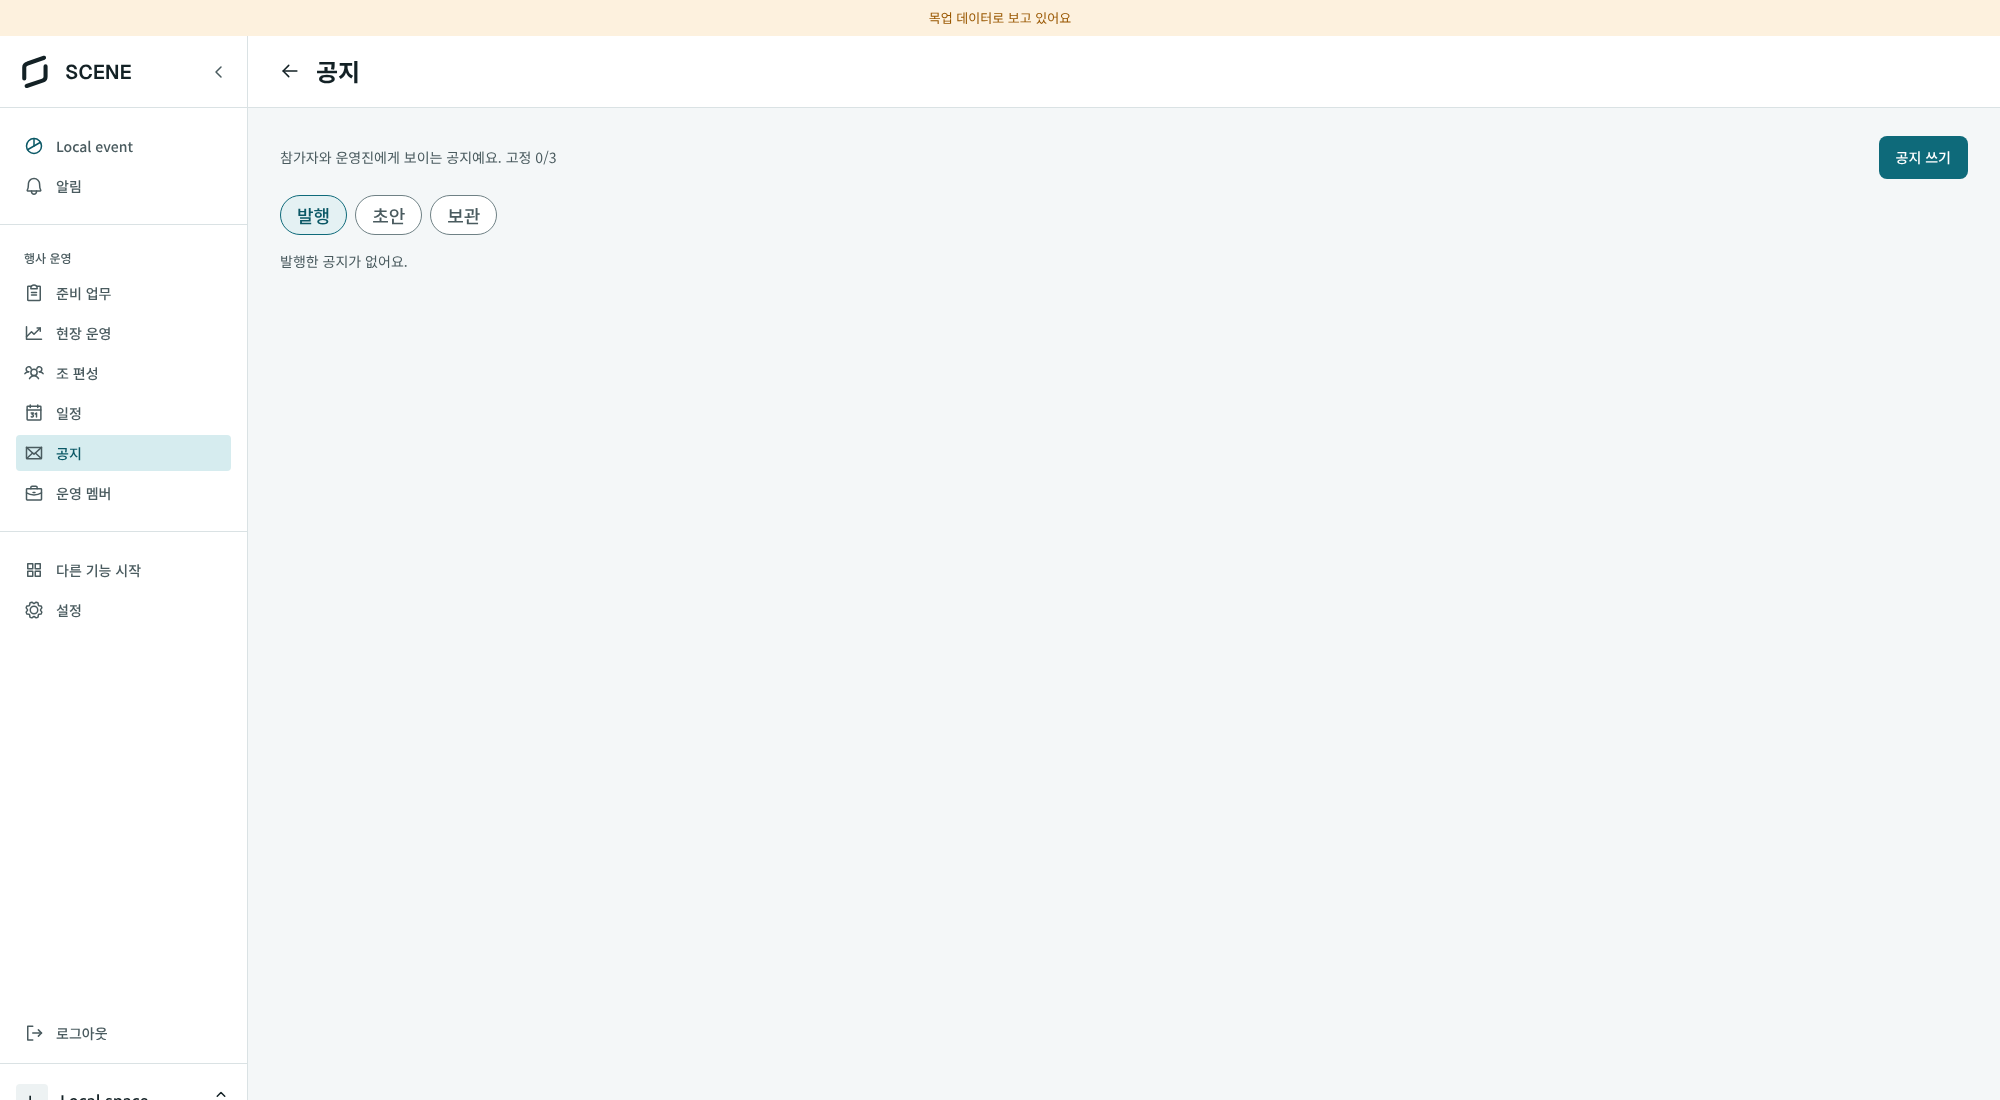 목업 데이터로 보고 있어요
SCENE
공지
Local event
알림
행사 운영
준비 업무
현장 운영
조 편성
일정
공지
운영 멤버
다른 기능 시작
설정
로그아웃
Local space
참가자와 운영진에게 보이는 공지예요. 고정 0/3
공지 쓰기
발행
초안
보관
발행한 공지가 없어요.